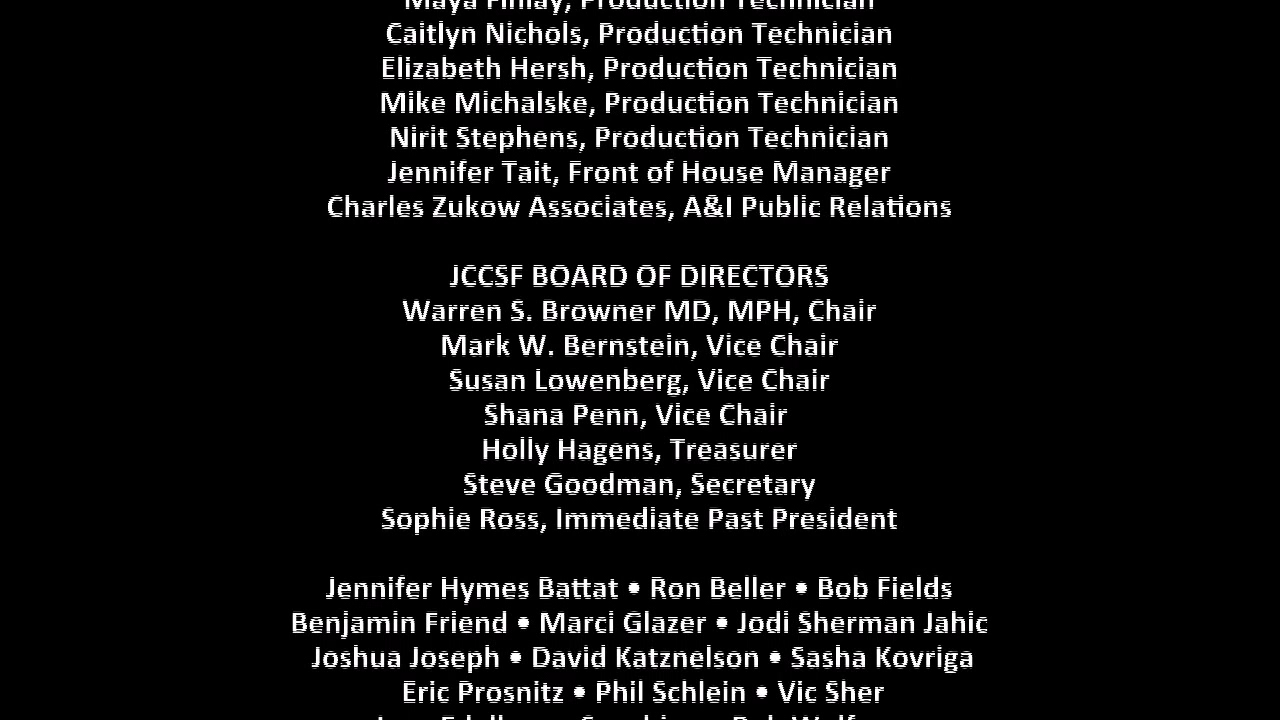 Maya Finlay, Production Technician
Caitlyn Nichols, Production Technician
Elizabeth Hersh, Production Technician
Mike Michalske, Production Technician
Nirit Stephens, Production Technician
Jennifer Tait, Front of House Manager
Charles Zukow Associates, A&I Public Relations
JCCSF BOARD OF DIRECTORS
Warren S. Browner MD, MPH, Chair
Mark W. Bernstein, Vice Chair
Susan Lowenberg, Vice Chair
Shana Penn, Vice Chair
Holly Hagens, Treasurer
Steve Goodman, Secretary
Sophie Ross, Immediate Past President
Jennifer Hymes Battat • Ron Beller • Bob Fields
Benjamin Friend • Marci Glazer • Jodi Sherman Jahic
Joshua Joseph • David Katznelson • Sasha Kovriga
Eric Prosnitz • Phil Schlein • Vic Sher